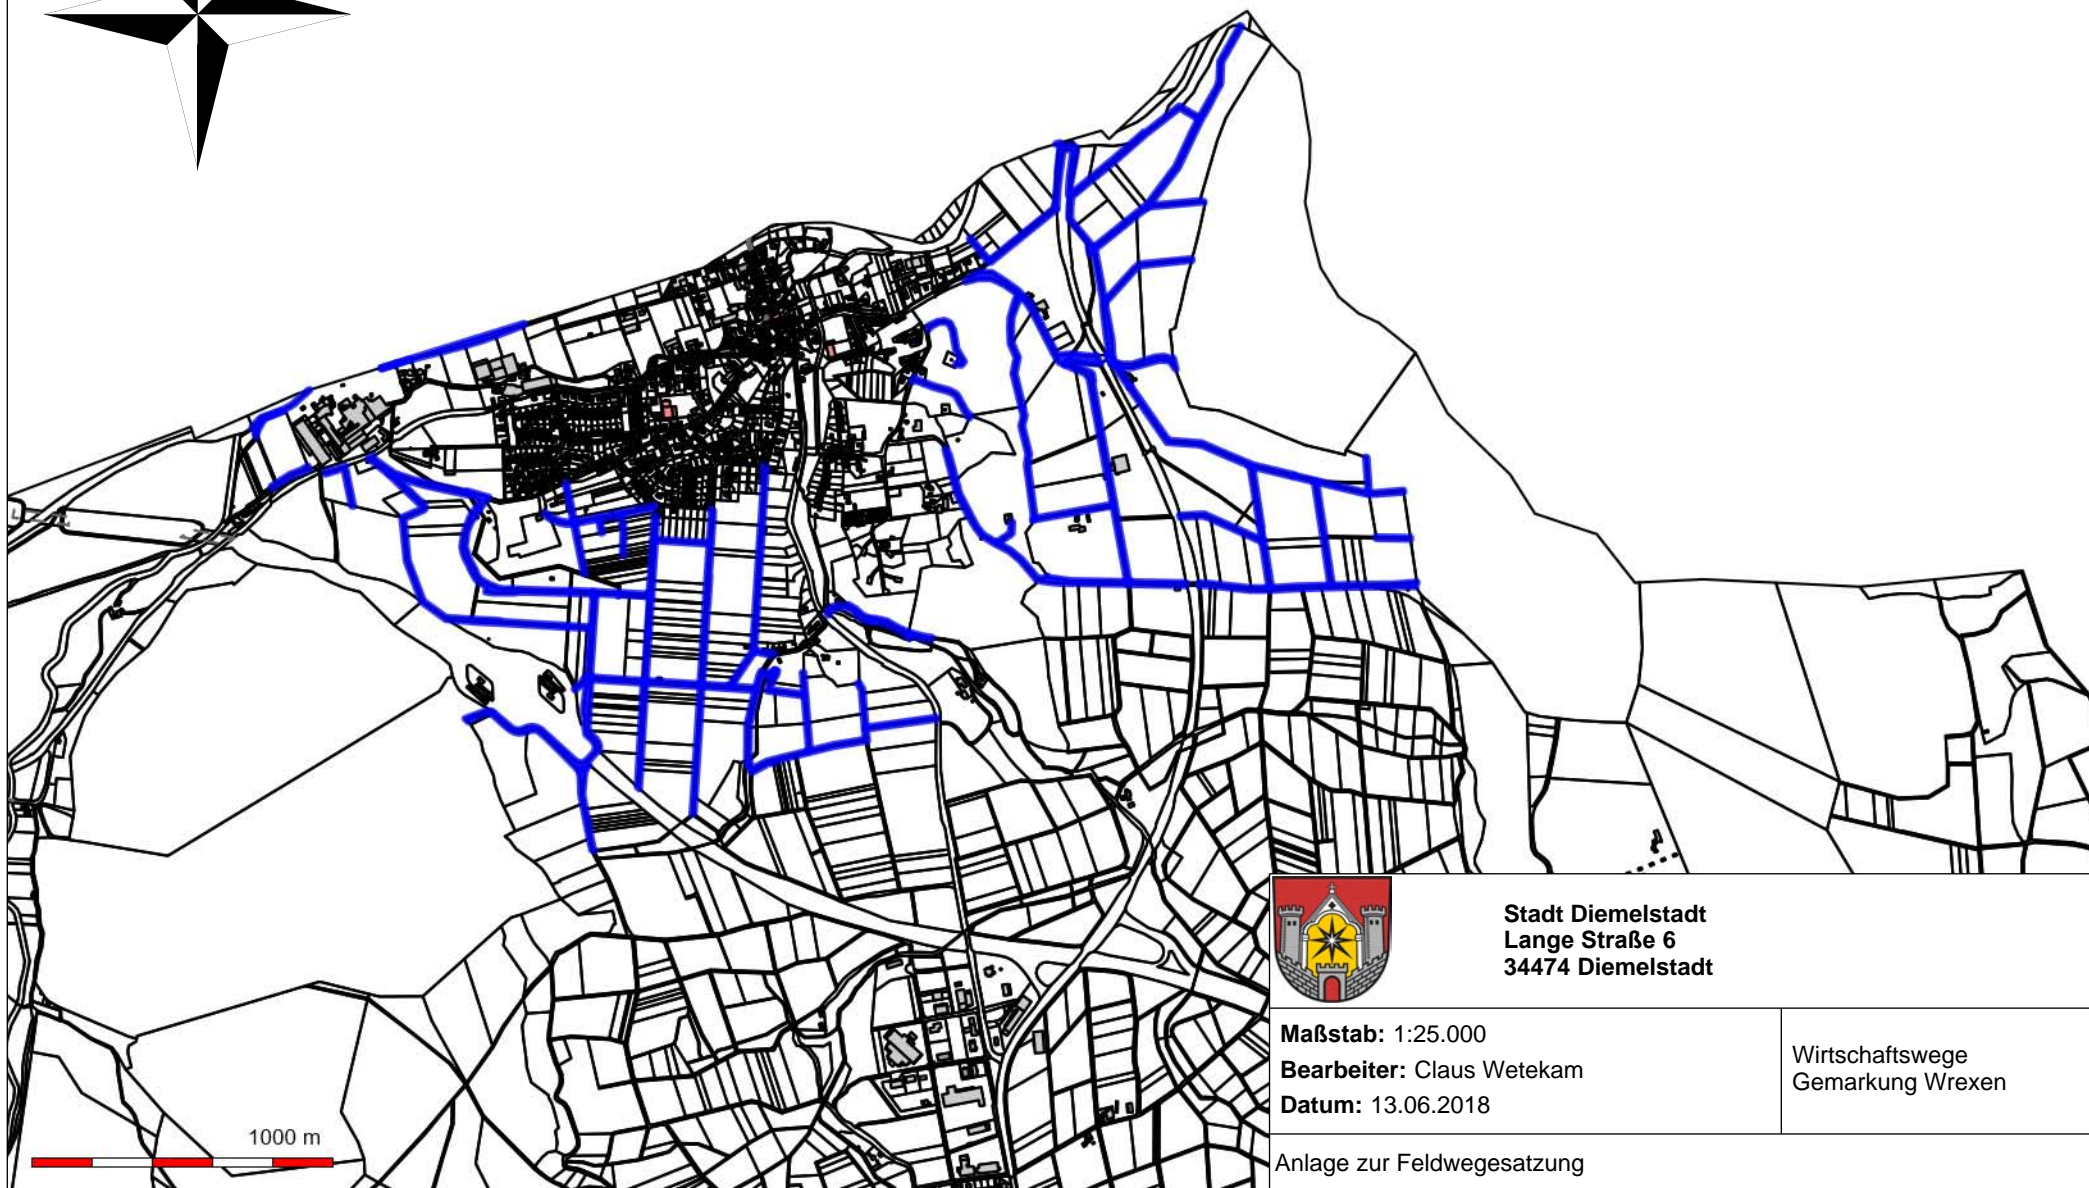 1000 m
Stadt Diemelstadt
Lange Straße 6
34474 Diemelstadt
Maßstab: 1:25.000
Bearbeiter: Claus Wetekam
Datum: 13.06.2018
Wirtschaftswege
Gemarkung Wrexen
Anlage zur Feldwegesatzung